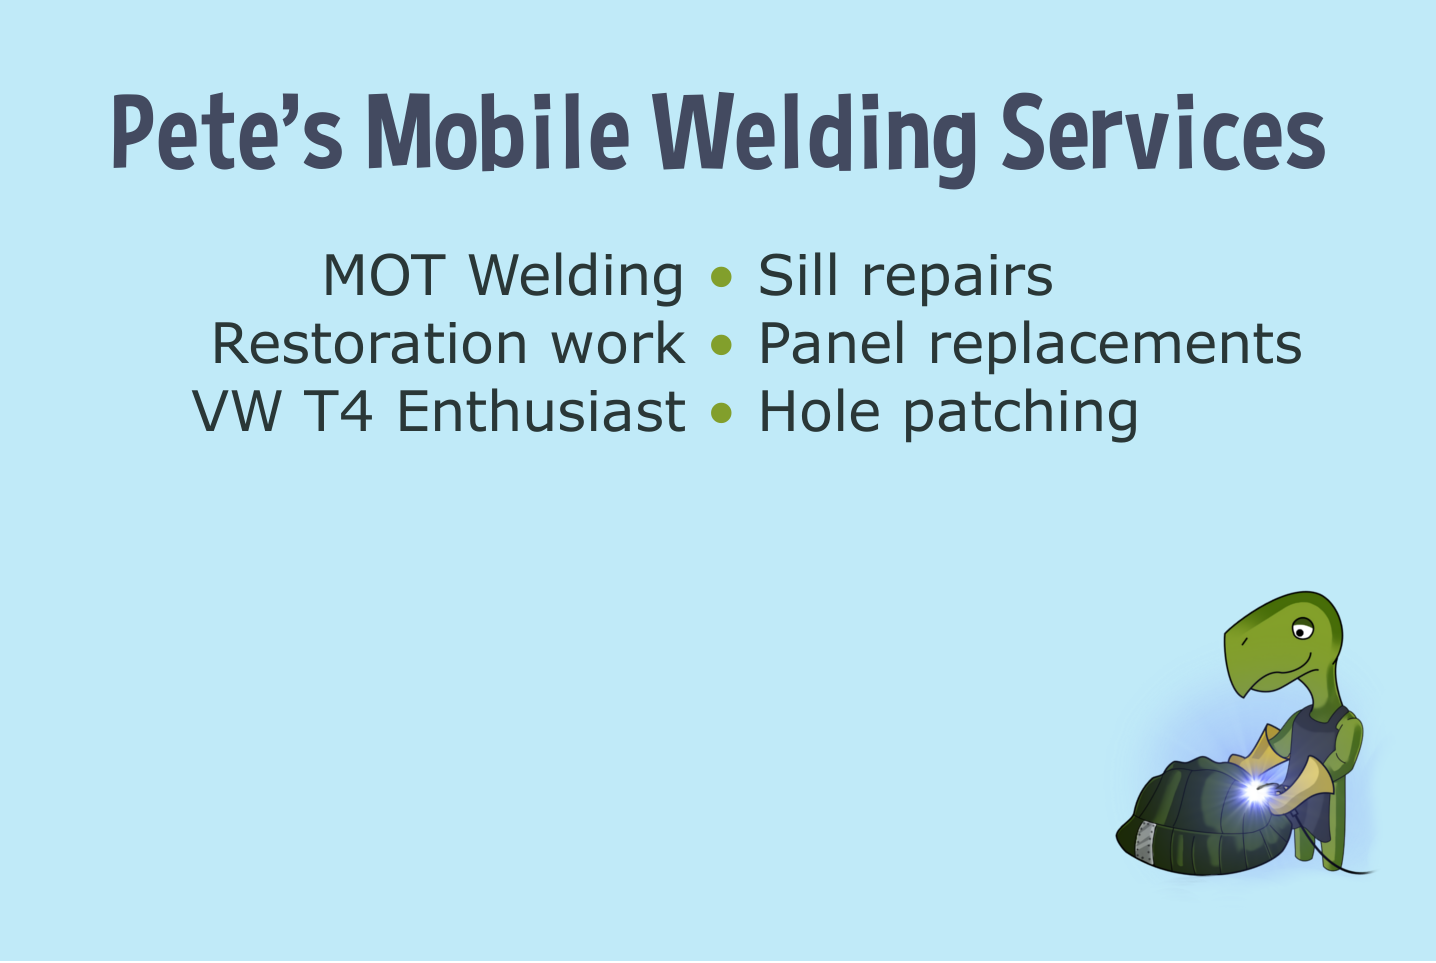 Pete’s Mobile Welding Services
MOT Welding • Sill repairs
Restoration work • Panel replacements
VW T4 Enthusiast • Hole patching